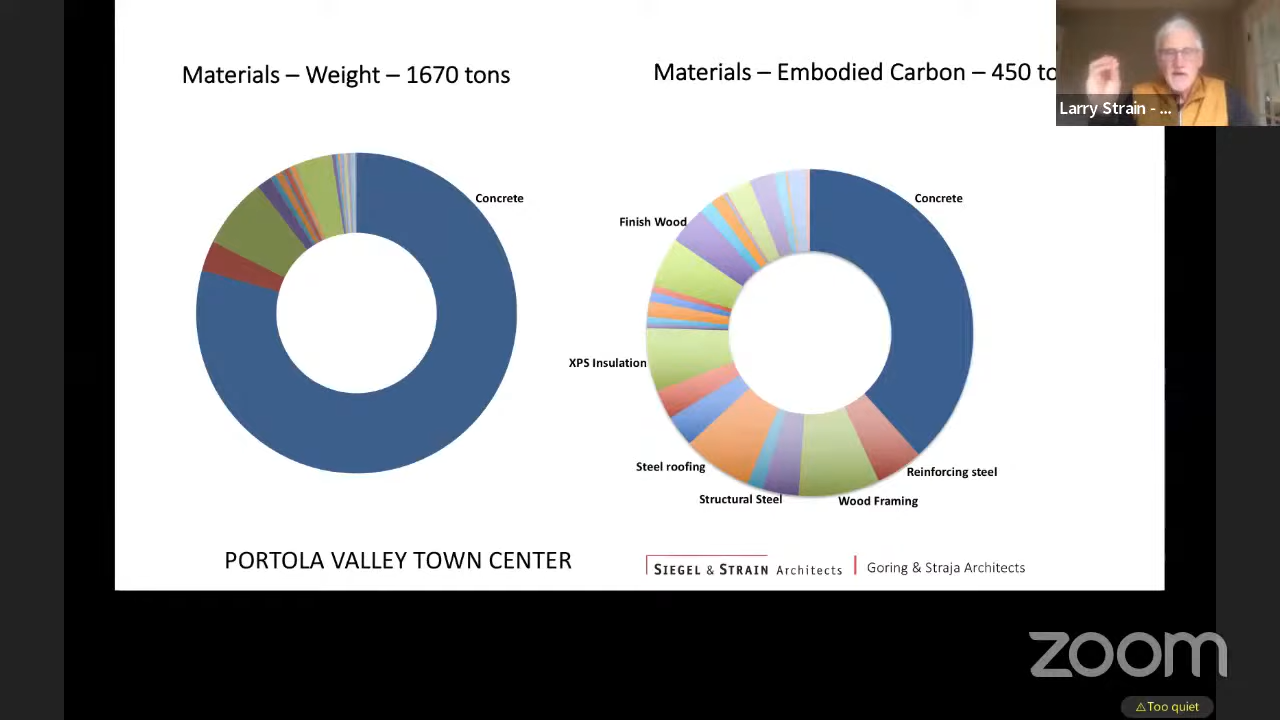 Materials – Weight – 1670 tons
Materials – Embodied Carbon – 450 to
Larry Strain - ...
Concrete
Concrete
Finish Wood
XPS Insulation
Steel roofing
Reinforcing steel
Structural Steel
Wood Framing
PORTOLA VALLEY TOWN CENTER
SIEGEL & STRAIN Architects
Goring & Straja Architects
zoom
⚠Too quiet